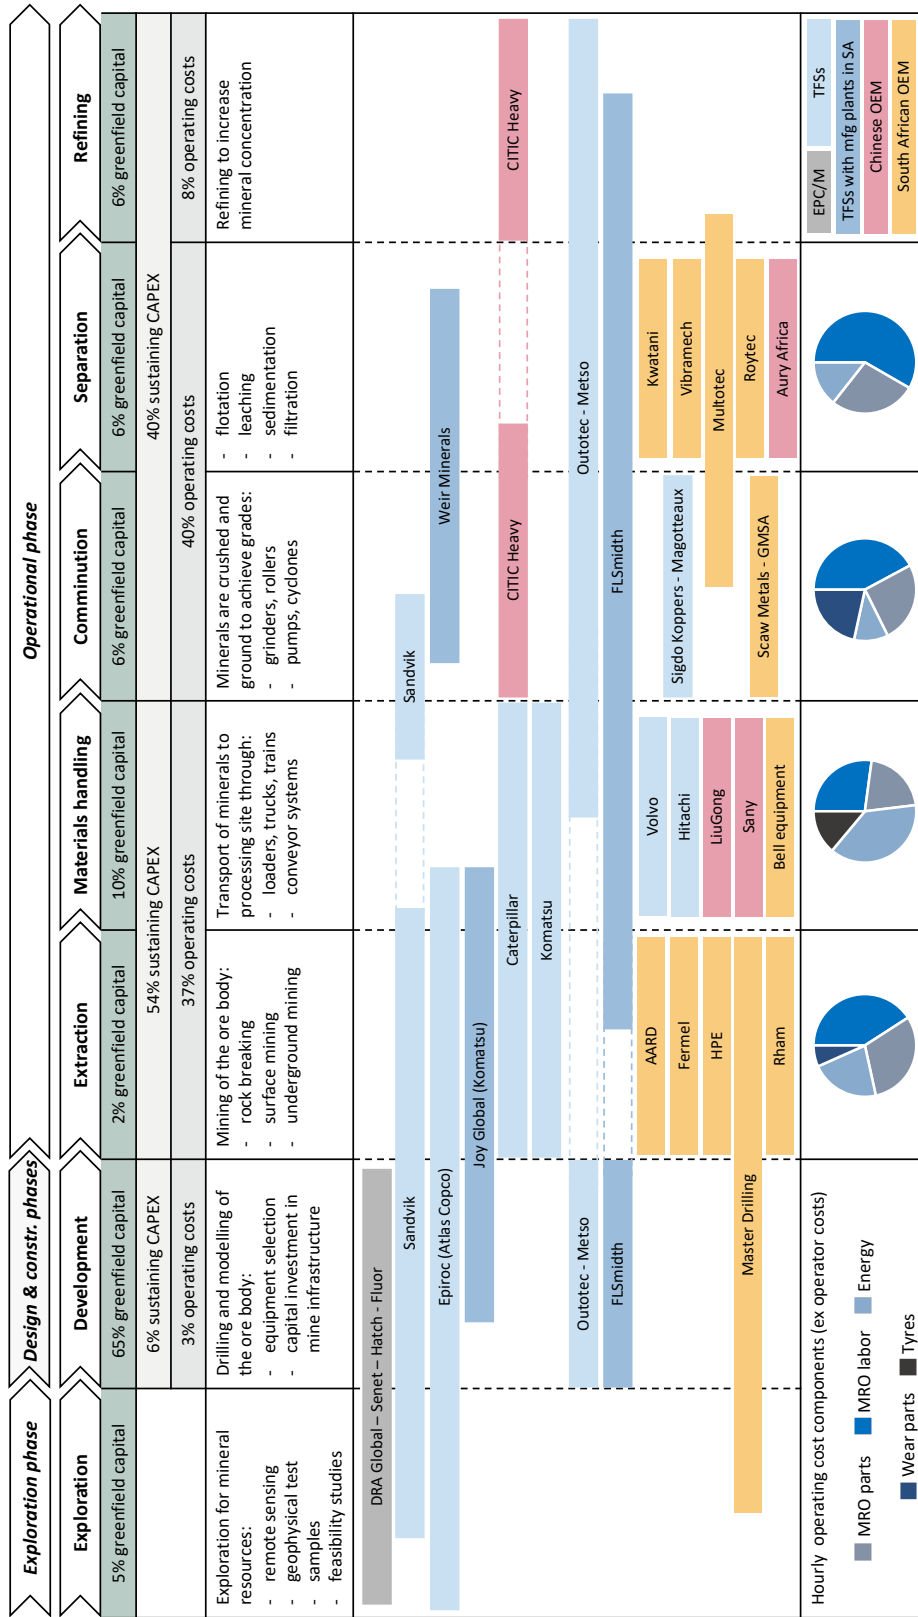 Exploration phase
Design & constr. phases
Operational phase
Exploration
Development
Extraction
Materials handling
Comminution
Separation
Refining
5% greenfield capital
65% greenfield capital
2% greenfield capital
10% greenfield capital
6% greenfield capital
6% greenfield capital
6% greenfield capital
6% sustaining CAPEX
54% sustaining CAPEX
40% sustaining CAPEX
3% operating costs
37% operating costs
40% operating costs
8% operating costs
Exploration for mineral
resources:
- remote sensing
- geophysical test
- samples
- feasibility studies
Drilling and modelling of
the ore body:
- equipment selection
- capital investment in
mine infrastructure
Mining of the ore body:
- rock breaking
- surface mining
- underground mining
Transport of minerals to
processing site through:
- loaders, trucks, trains
- conveyor systems
Minerals are crushed and
ground to achieve grades:
- grinders, rollers
- pumps, cyclones
- flotation
- leaching
- sedimentation
- filtration
Refining to increase
mineral concentration
DRA Global – Senet – Hatch - Fluor
Sandvik
Sandvik
Epiroc (Atlas Copco)
Weir Minerals
Joy Global (Komatsu)
Caterpillar
CITIC Heavy
CITIC Heavy
Komatsu
Outotec - Metso
Outotec - Metso
FLSmidth
FLSmidth
AARD
Volvo
Kwatani
Fermel
Hitachi
Sigdo Koppers - Magotteaux
Vibramech
HPE
LiuGong
Multotec
Master Drilling
Sany
Scaw Metals - GMSA
Roytec
Rham
Bell equipment
Aury Africa
Hourly operating cost components (ex operator costs)
MRO parts
MRO labor
Energy
Wear parts
Tyres
EPC/M
TFSs
TFSs with mfg plants in SA
Chinese OEM
South African OEM